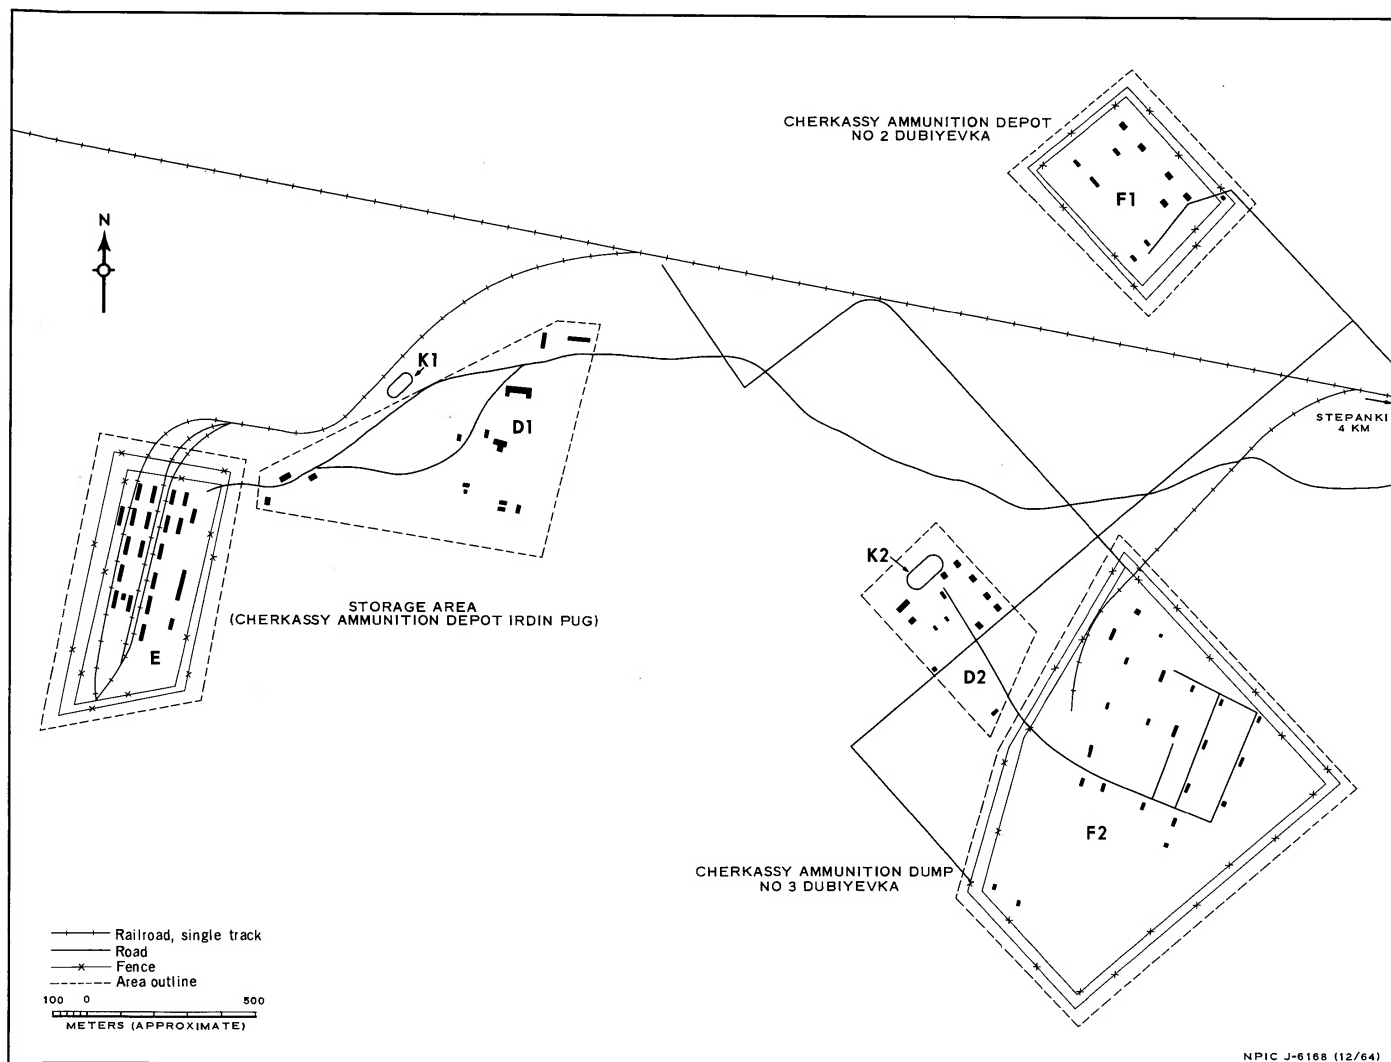 CHERKASSY AMMUNITION DEPOT
NO 2 DUBIYEVKA
F1
N
K1
D1
STEPANKI
4 KM
K2
STORAGE AREA
(CHERKASSY AMMUNITION DEPOT IRDIN PUG)
E
D2
F2
CHERKASSY AMMUNITION DUMP
NO 3 DUBIYEVKA
Railroad, single track
Road
Fence
Area outline
100 0 500
METERS (APPROXIMATE)
NPIC J-6168 (12/64)